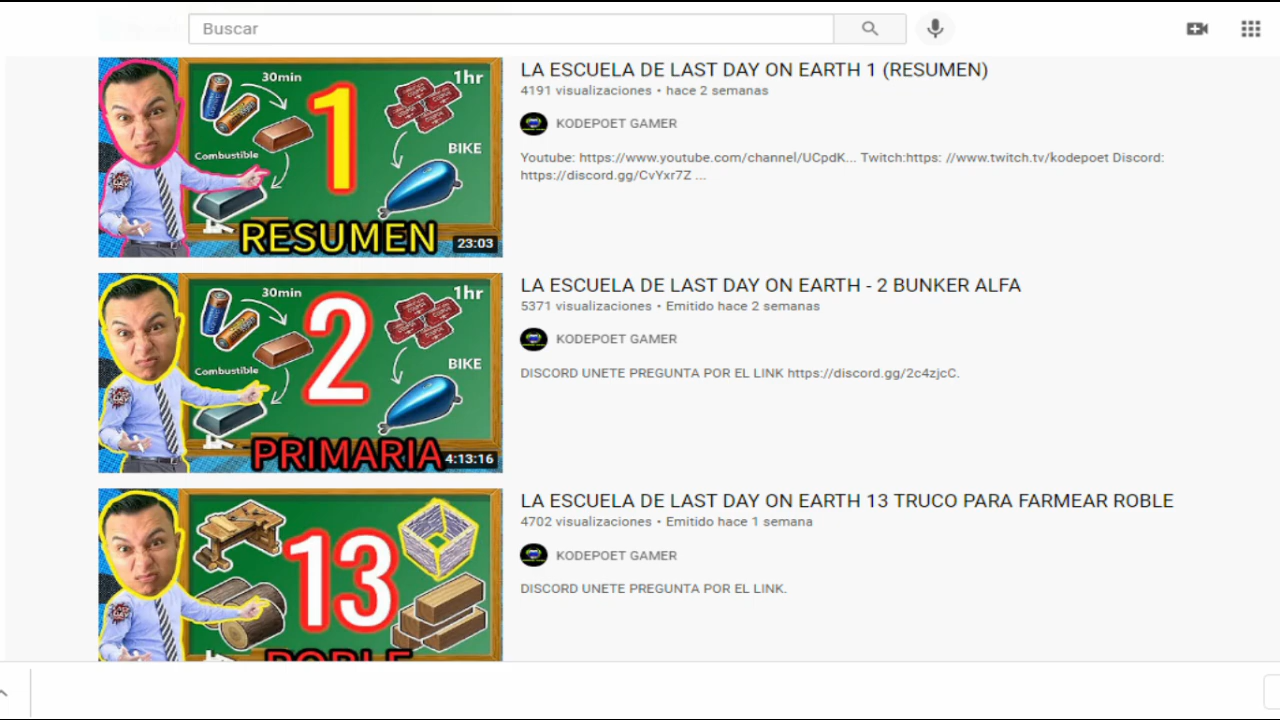 Buscar
30min
1hr
1
Combustible
BIKE
RESUMEN
23:03
LA ESCUELA DE LAST DAY ON EARTH 1 (RESUMEN)
4191 visualizaciones • hace 2 semanas
KODEPOET GAMER
Youtube: https://www.youtube.com/channel/UCpdK... Twitch:https: //www.twitch.tv/kodepoet Discord:
https://discord.gg/CvYxr7Z ...
30min
1hr
2
Combustible
BIKE
PRIMARIA
4:13:16
LA ESCUELA DE LAST DAY ON EARTH - 2 BUNKER ALFA
5371 visualizaciones • Emitido hace 2 semanas
KODEPOET GAMER
DISCORD UNETE PREGUNTA POR EL LINK https://discord.gg/2c4zjcC.
13
ROBLE
LA ESCUELA DE LAST DAY ON EARTH 13 TRUCO PARA FARMEAR ROBLE
4702 visualizaciones • Emitido hace 1 semana
KODEPOET GAMER
DISCORD UNETE PREGUNTA POR EL LINK.